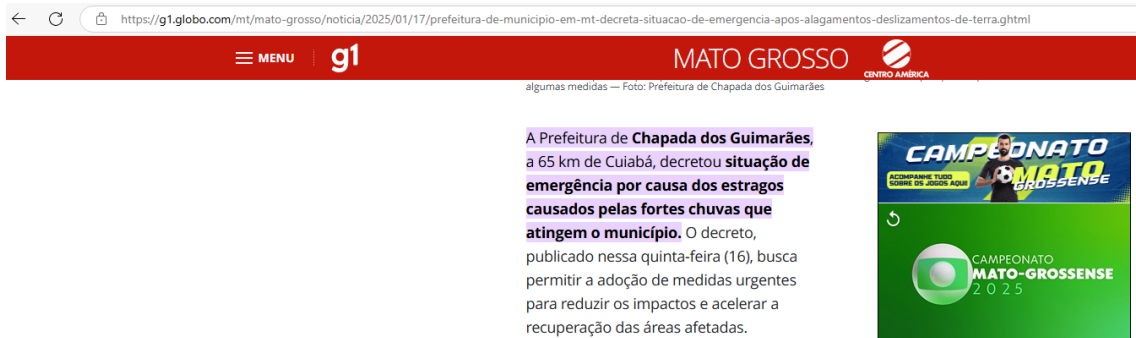 https://g1.globo.com/mt/mato-grosso/noticia/2025/01/17/prefeitura-de-municipio-em-mt-decreta-situacao-de-emergencia-apos-alagamentos-deslizamentos-de-terra.ghtml
MENU g1 MATO GROSSO CENTRO AMÉRICA
algumas medidas — Foto: Prefeitura de Chapada dos Guimarães
A Prefeitura de Chapada dos Guimarães,
a 65 km de Cuiabá, decretou situação de
emergência por causa dos estragos
causados pelas fortes chuvas que
atingem o município. O decreto,
publicado nessa quinta-feira (16), busca
permitir a adoção de medidas urgentes
para reduzir os impactos e acelerar a
recuperação das áreas afetadas.
CAMPEONATO
ACOMPANHE TUDO
SOBRE OS JOGOS AQUI
MATO
GROSSENSE
CAMPEONATO
MATO-GROSSENSE
2025